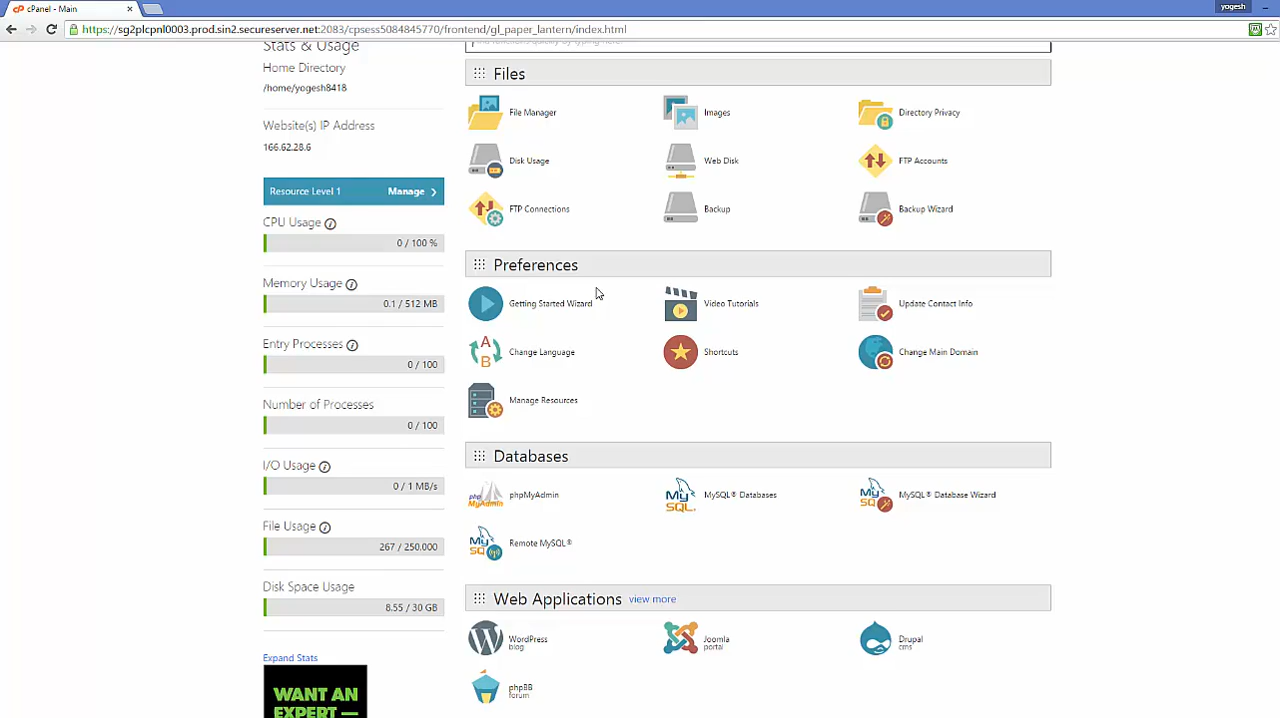 cPanel - Main
yogesh
https://sg2plcpnl0003.prod.sin2.secureserver.net:2083/cpsess5084845770/frontend/gl_paper_lantern/index.html
Stats & Usage
Home Directory
/home/yogesh8418
Website(s) IP Address
166.62.28.6
Resource Level 1 Manage
CPU Usage
0 / 100 %
Memory Usage
0.1 / 512 MB
Entry Processes
0 / 100
Number of Processes
0 / 100
I/O Usage
0 / 1 MB/s
File Usage
267 / 250.000
Disk Space Usage
8.55 / 30 GB
Expand Stats
WANT AN
EXPERT—
Find functions quickly by typing here.
Files
File Manager
Images
Directory Privacy
Disk Usage
Web Disk
FTP Accounts
FTP Connections
Backup
Backup Wizard
Preferences
Getting Started Wizard
Video Tutorials
Update Contact Info
Change Language
Shortcuts
Change Main Domain
Manage Resources
Databases
phpMyAdmin
MySQL® Databases
MySQL® Database Wizard
Remote MySQL®
Web Applications view more
WordPress
blog
Joomla
portal
Drupal
cms
phpBB
forum